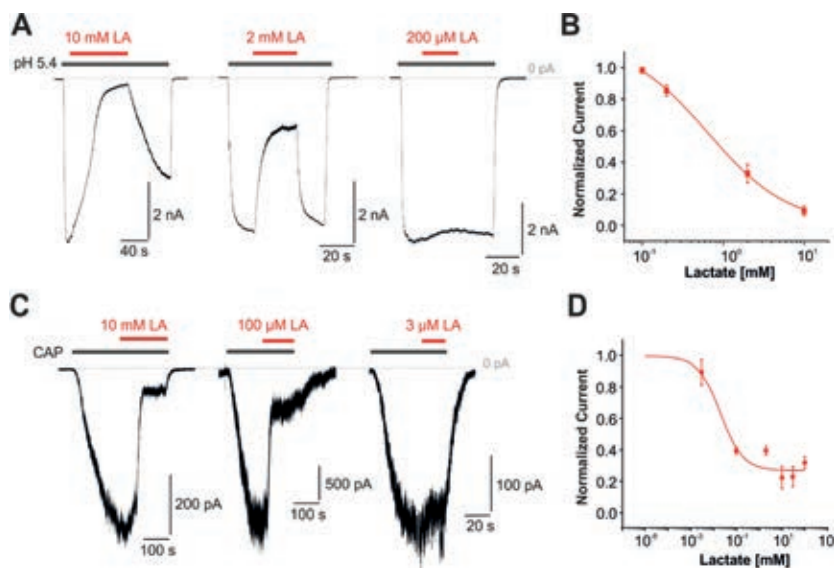 A
10 mM LA
2 mM LA
200 µM LA
pH 5.4
0 pA
2 nA
40 s
2 nA
20 s
2 nA
20 s
B
Normalized Current
1.0
0.8
0.6
0.4
0.2
0.0
10⁰
10¹
Lactate [mM]
C
10 mM LA
100 µM LA
3 µM LA
CAP
0 pA
200 pA
100 s
500 pA
100 s
100 pA
20 s
D
Normalized Current
1.0
0.8
0.6
0.4
0.2
0.0
Lactate [mM]